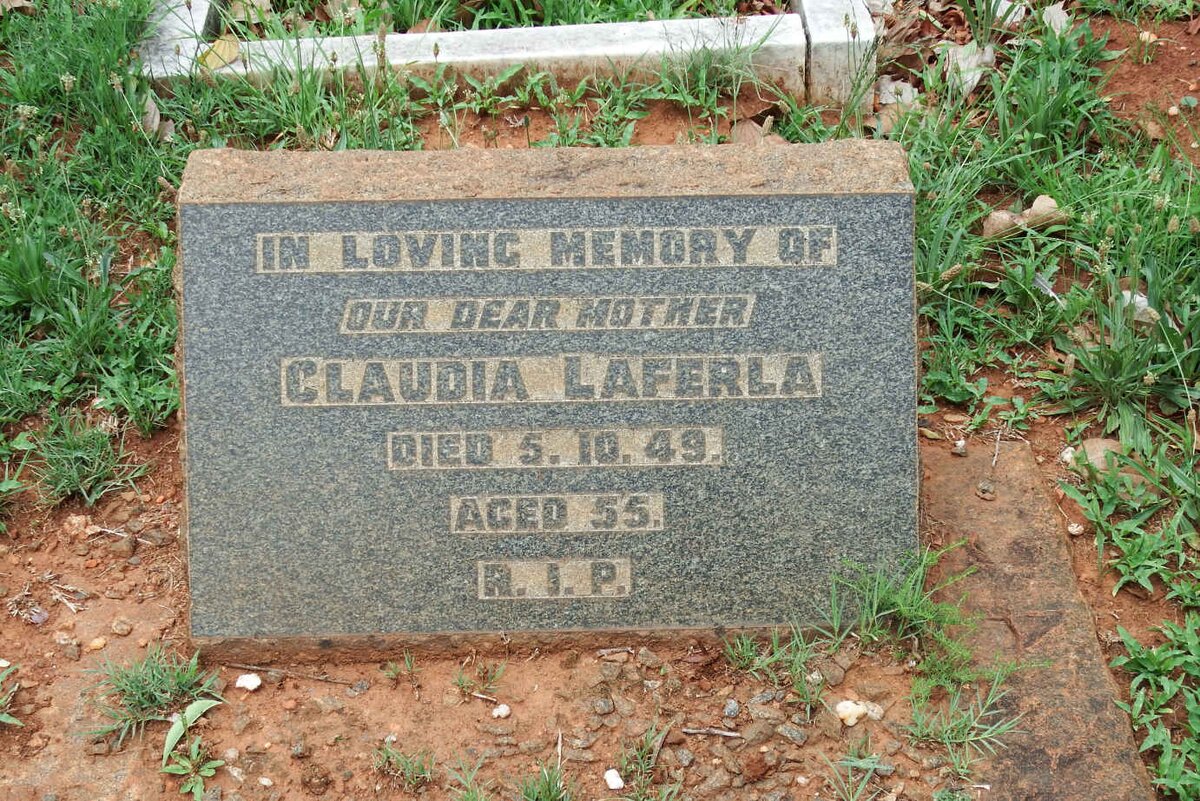 IN LOVING MEMORY OF
OUR DEAR MOTHER
CLAUDIA LAFERLA
DIED 5. 10. 49.
AGED 55.
R. I. P.